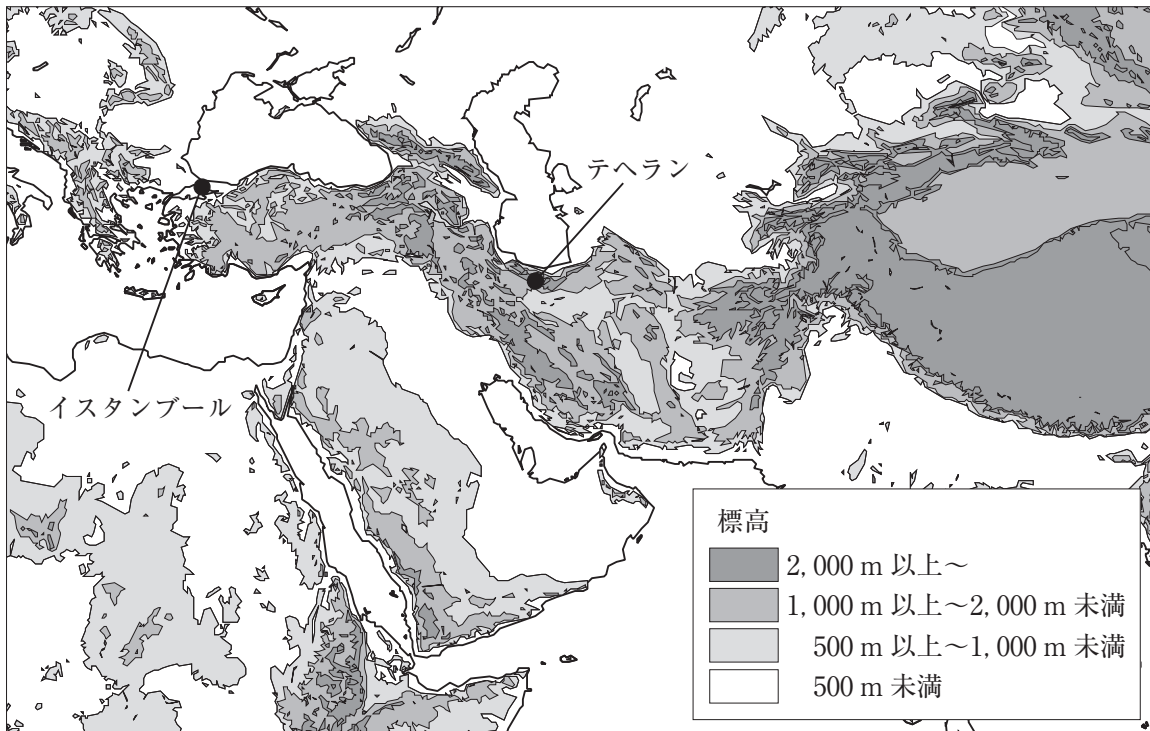 テヘラン
イスタンブール
標高
2,000 m 以上～
1,000 m 以上～2,000 m 未満
500 m 以上～1,000 m 未満
500 m 未満